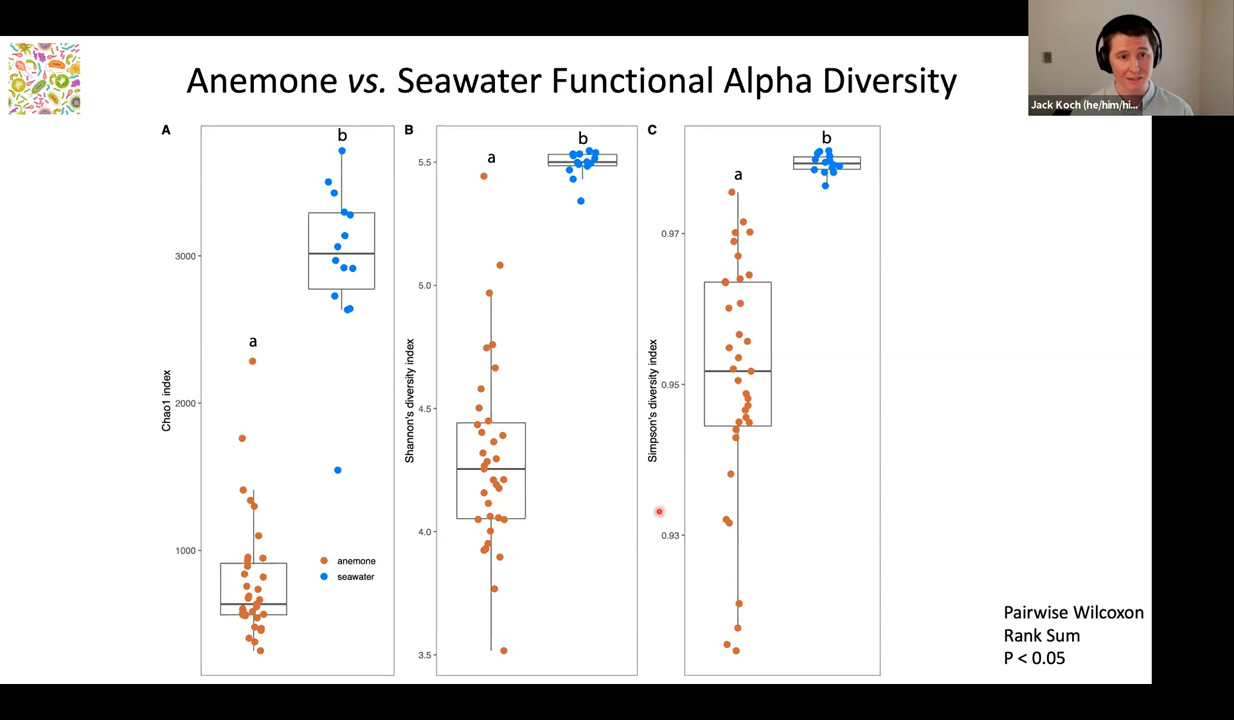 Jack Koch (he/him/hi...
Anemone vs. Seawater Functional Alpha Diversity
A
b
a
3000
2000
1000
Chao1 index
anemone
seawater
B
a
b
5.5
5.0
4.5
4.0
3.5
Shannon's diversity index
C
a
b
0.97
0.95
0.93
Simpson's diversity index
Pairwise Wilcoxon
Rank Sum
P < 0.05